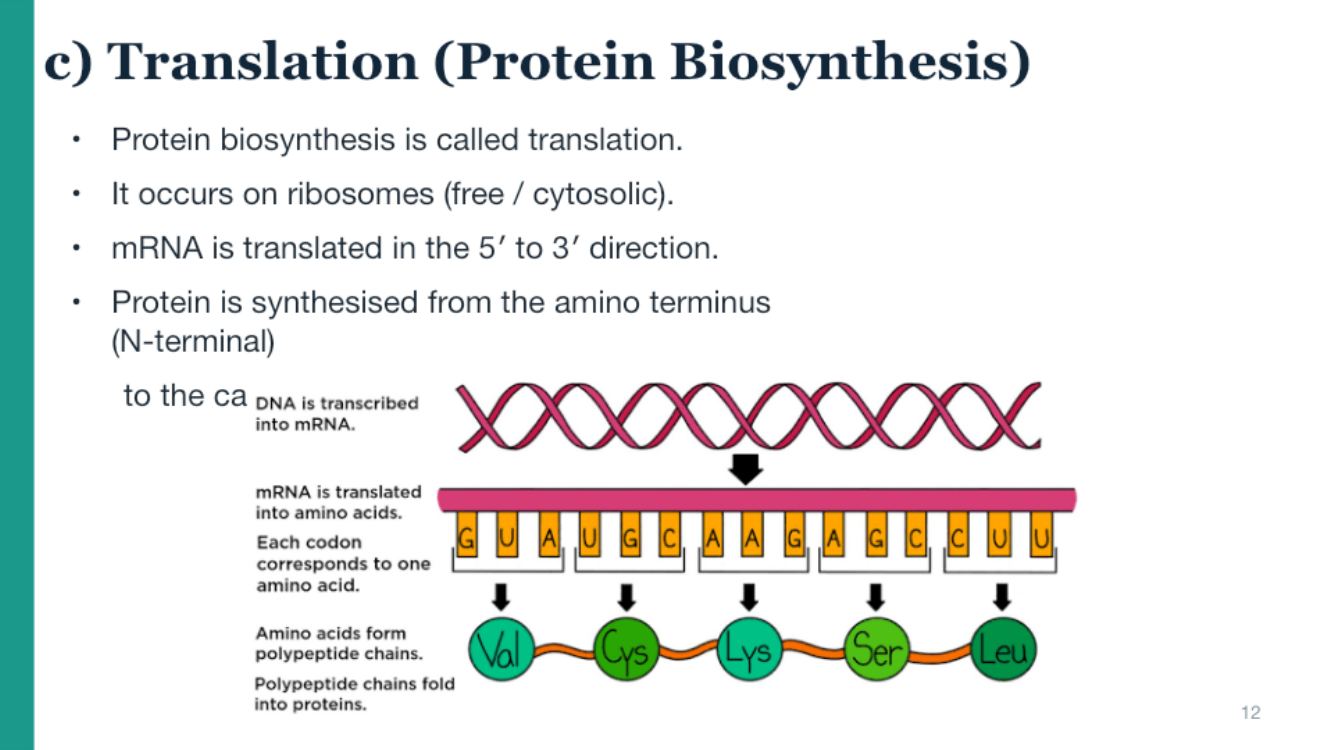 c) Translation (Protein Biosynthesis)
• Protein biosynthesis is called translation.
• It occurs on ribosomes (free / cytosolic).
• mRNA is translated in the 5′ to 3′ direction.
• Protein is synthesised from the amino terminus
(N-terminal)
to the ca
DNA is transcribed
into mRNA.
mRNA is translated
into amino acids.
G U A U G C A A G A G C C U U
Each codon
corresponds to one
amino acid.
Amino acids form
polypeptide chains.
Val Cys Lys Ser Leu
Polypeptide chains fold
into proteins.
12